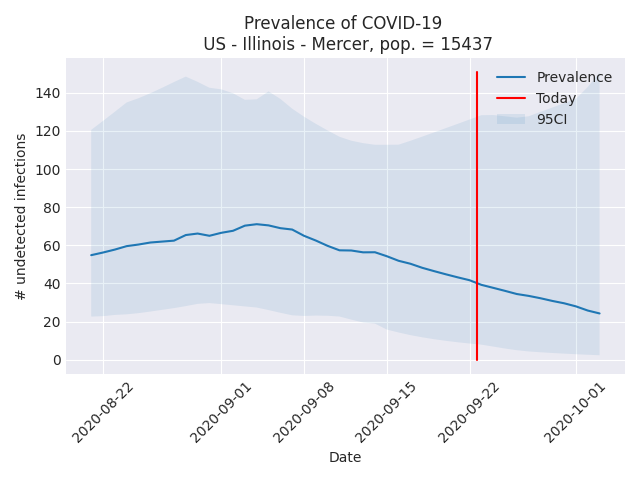 Prevalence of COVID-19
US - Illinois - Mercer, pop. = 15437
Prevalence
Today
95CI
# undetected infections
140
120
100
80
60
40
20
0
2020-08-22
2020-09-01
2020-09-08
2020-09-15
2020-09-22
2020-10-01
Date